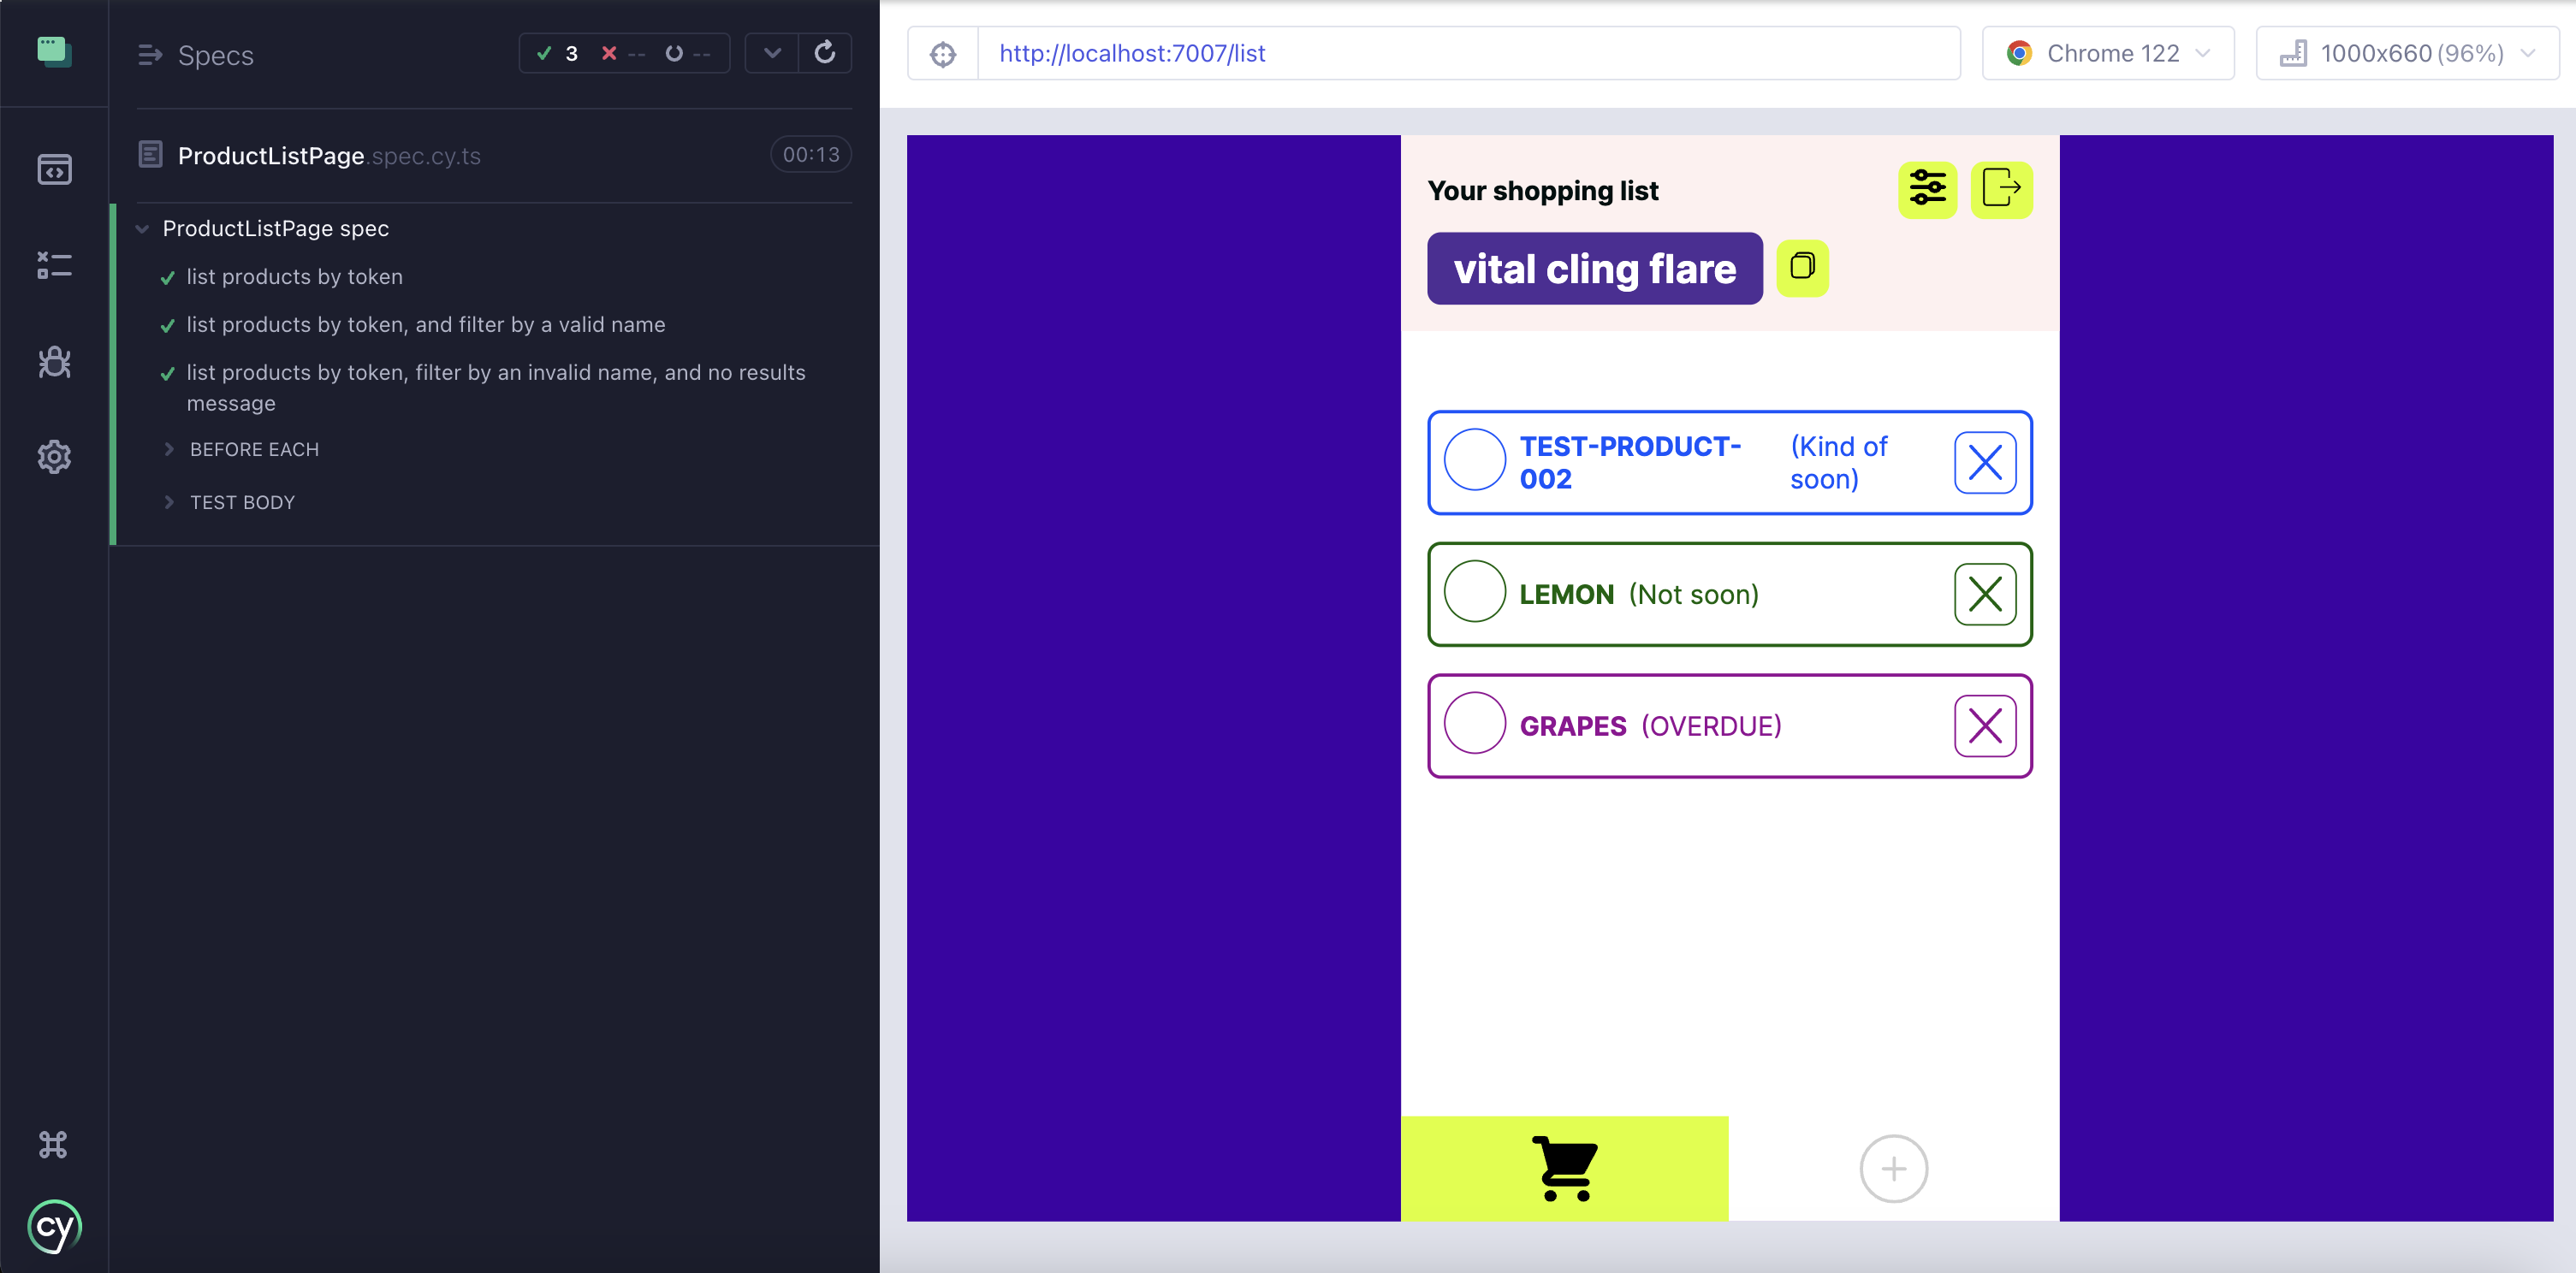 Specs
3 -- --
ProductListPage.spec.cy.ts
00:13
ProductListPage spec
list products by token
list products by token, and filter by a valid name
list products by token, filter by an invalid name, and no results
message
BEFORE EACH
TEST BODY
cy
http://localhost:7007/list
Chrome 122
1000x660 (96%)
Your shopping list
vital cling flare
TEST-PRODUCT-
002
(Kind of
soon)
LEMON (Not soon)
GRAPES (OVERDUE)